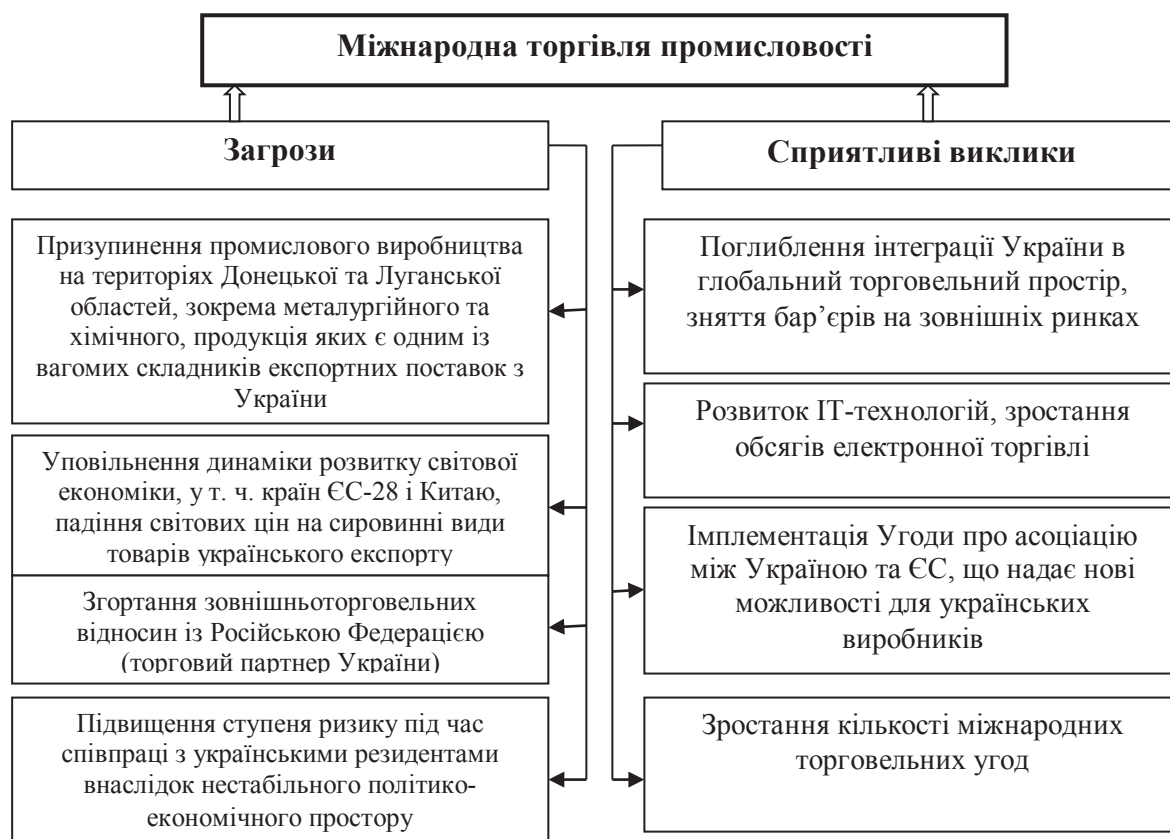 Міжнародна торгівля промисловості
Загрози
Призупинення промислового виробництва
на територіях Донецької та Луганської
областей, зокрема металургійного та
хімічного, продукція яких є одним із
вагомих складників експортних поставок з
України
Уповільнення динаміки розвитку світової
економіки, у т. ч. країн ЄС-28 і Китаю,
падіння світових цін на сировинні види
товарів українського експорту
Згортання зовнішньоторговельних
відносин із Російською Федерацією
(торговий партнер України)
Підвищення ступеня ризику під час
співпраці з українськими резидентами
внаслідок нестабільного політико-
економічного простору
Сприятливі виклики
Поглиблення інтеграції України в
глобальний торговельний простір,
зняття бар’єрів на зовнішніх ринках
Розвиток ІТ-технологій, зростання
обсягів електронної торгівлі
Імплементація Угоди про асоціацію
між Україною та ЄС, що надає нові
можливості для українських
виробників
Зростання кількості міжнародних
торговельних угод